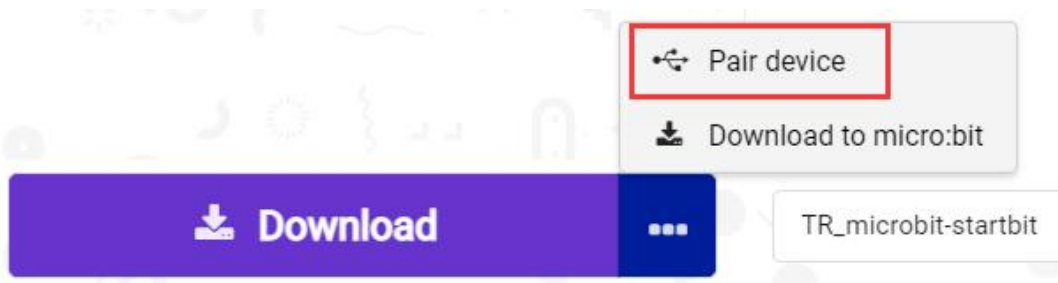 Pair device
Download to micro:bit
Download
TR_microbit-startbit